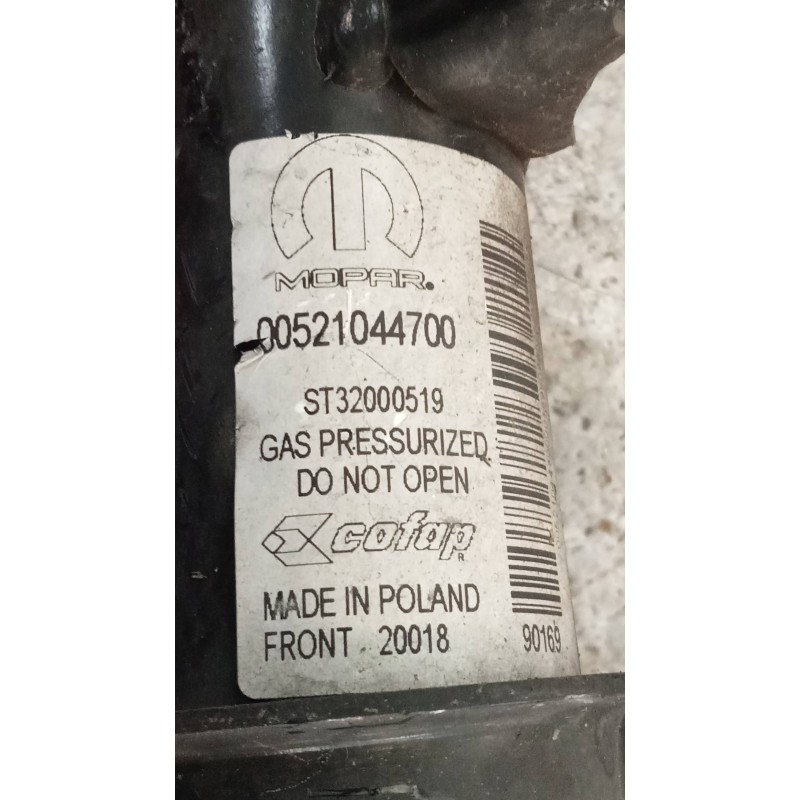 MOPAR®
00521044700
ST32000519
GAS PRESSURIZED
DO NOT OPEN
cofap®
MADE IN POLAND
FRONT 20018
90169